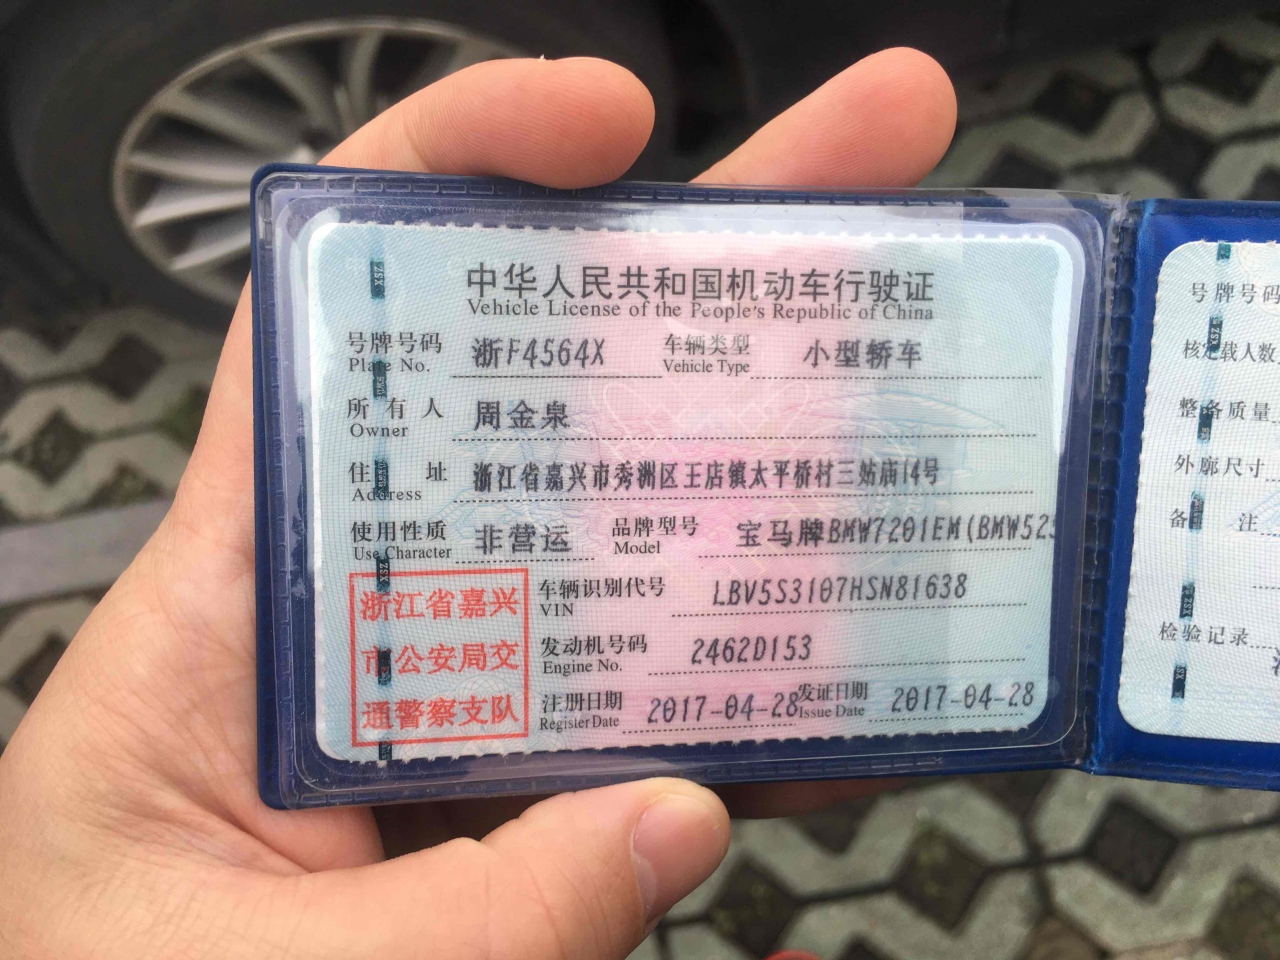 中华人民共和国机动车行驶证
Vehicle License of the People's Republic of China
号牌号码 浙F4564X 车辆类型 小型轿车
Plate No. Vehicle Type
所有人 周金泉
Owner
住址 浙江省嘉兴市秀洲区王店镇太平桥村三姑庙14号
Address
使用性质 非营运 品牌型号 宝马牌BMW7201EM(BMW525
Use Character Model
浙江省嘉兴
市公安局交
通警察支队
车辆识别代号 LBV5S3107HSN81638
VIN
发动机号码 2462D153
Engine No.
注册日期 2017-04-28 发证日期 2017-04-28
Register Date Issue Date
号牌号码
核定载人数
整备质量
外廓尺寸
备注
检验记录
XSZ